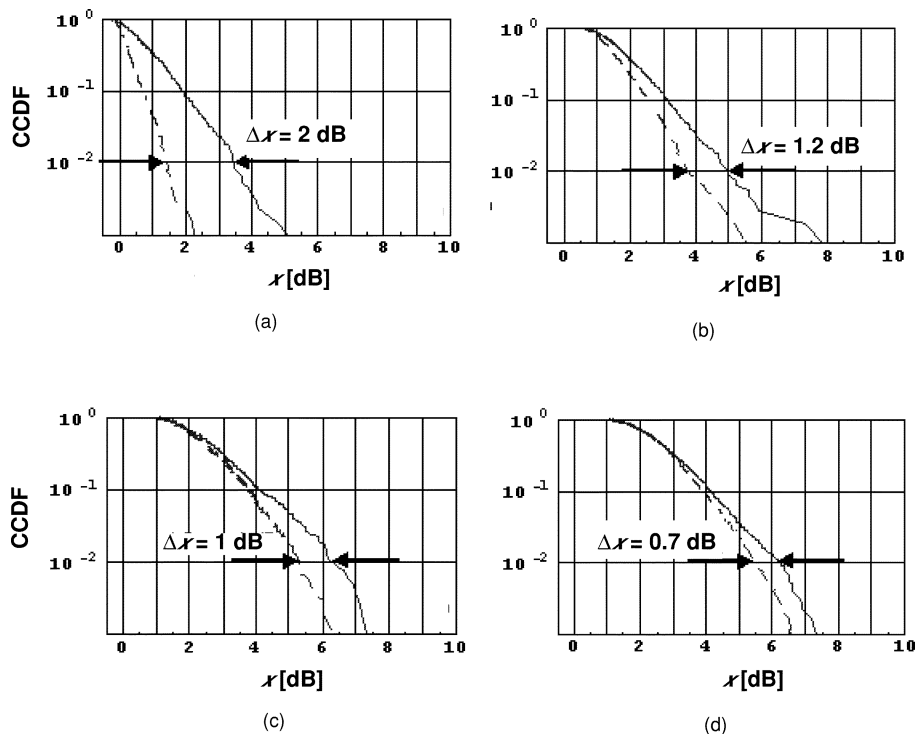 10 0
10 -1
10 -2
CCDF
Δx = 2 dB
0 2 4 6 8 10
x[dB]
(a)
10 0
10 -1
10 -2
Δx = 1.2 dB
0 2 4 6 8 10
x[dB]
(b)
10 0
10 -1
10 -2
CCDF
Δx = 1 dB
0 2 4 6 8 10
x[dB]
(c)
10 0
10 -1
10 -2
Δx = 0.7 dB
0 2 4 6 8 10
x[dB]
(d)